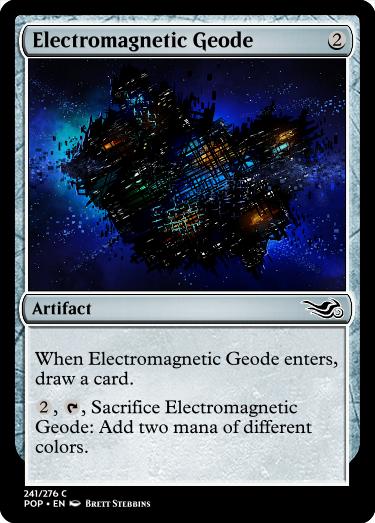 Electromagnetic Geode 2
Artifact
When Electromagnetic Geode enters,
draw a card.
2, , Sacrifice Electromagnetic
Geode: Add two mana of different
colors.
241/276 C
POP • EN Brett Stebbins